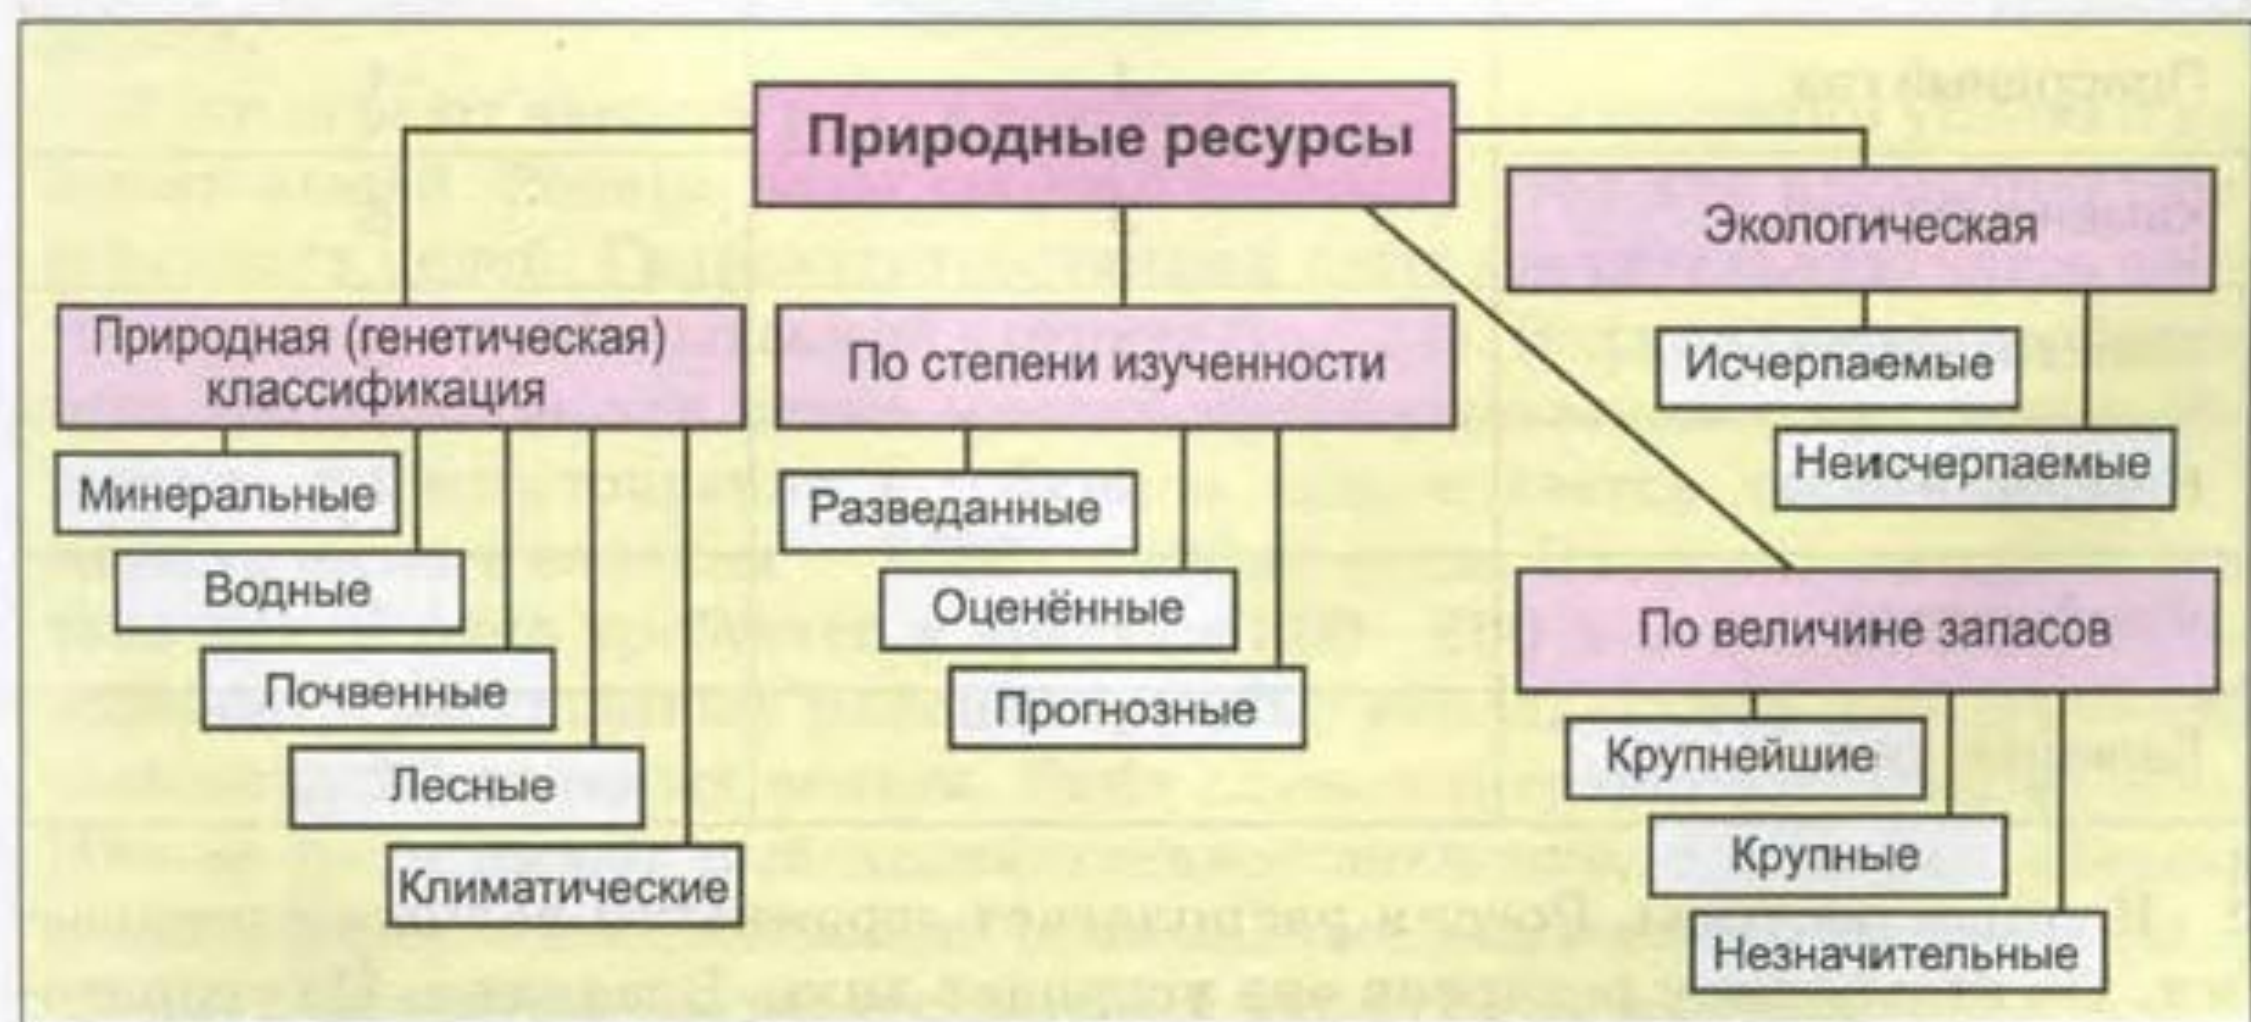 Природные ресурсы
Экологическая
Исчерпаемые
Неисчерпаемые
Природная (генетическая)
классификация
Минеральные
Водные
Почвенные
Лесные
Климатические
По степени изученности
Разведанные
Оценённые
Прогнозные
По величине запасов
Крупнейшие
Крупные
Незначительные